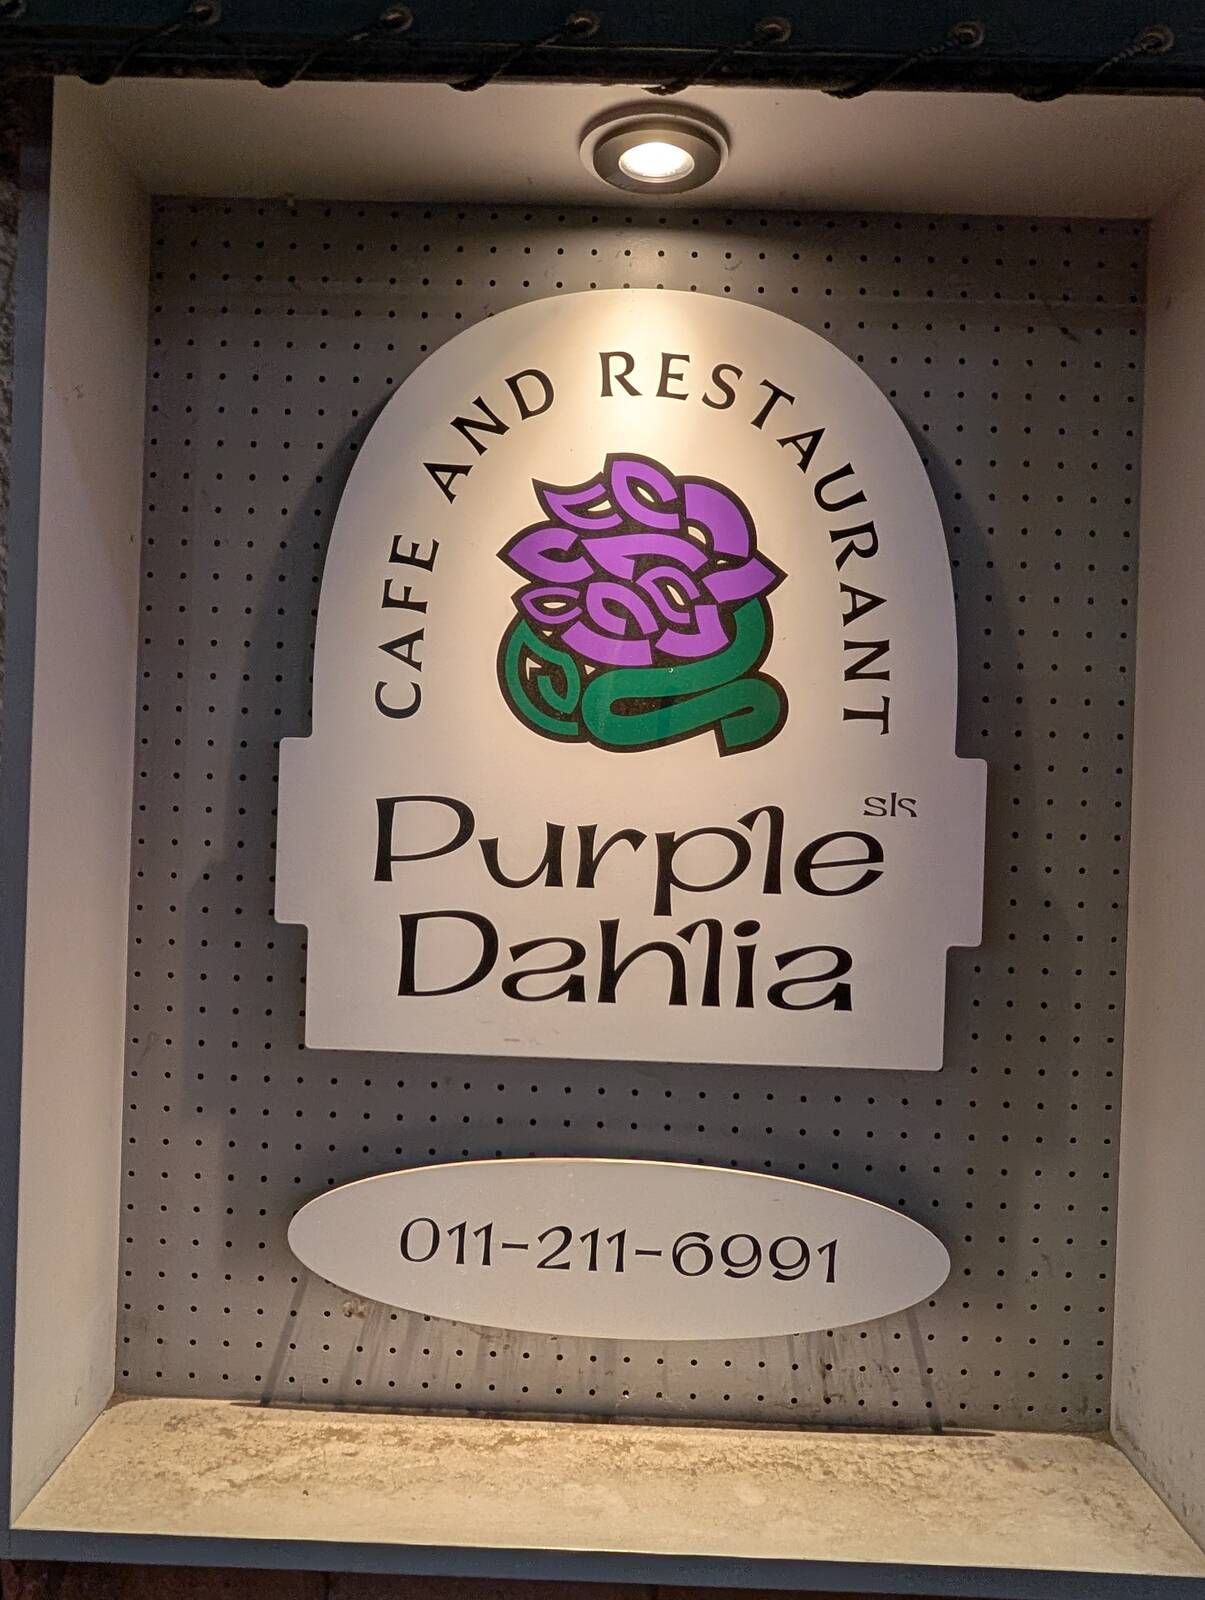 CAFE AND RESTAURANT
Purple sls
Dahlia
011-211-6991